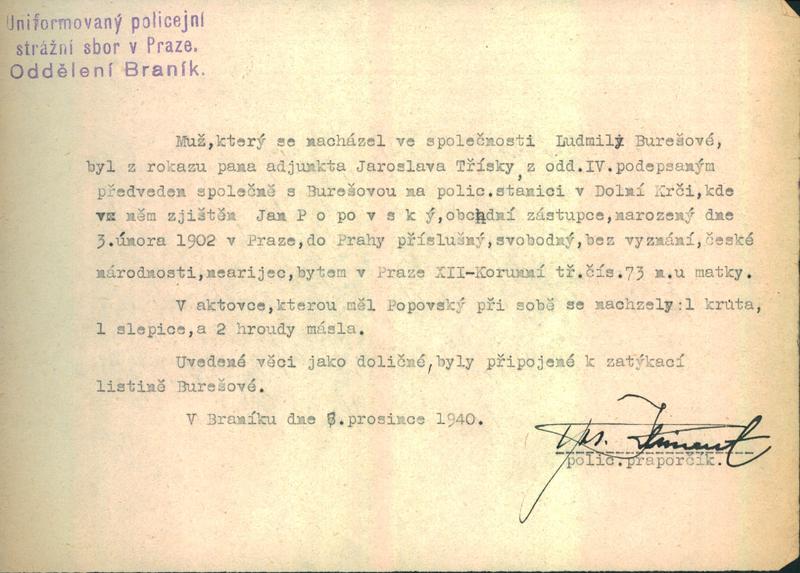 Uniformovaný policejní
strážní sbor v Praze.
Oddělení Braník.
Muž,který se nacházel ve společnosti Ludmily Burešové,
byl z rokazu pana adjunkta Jaroslava Třísky, z odd.IV.podepsaným
předveden společně s Burešovou na polic.stanici v Dolní Krči,kde
v něm zjištěn Jan P o p o v s k ý,obchdní zástupce,narozený dne
3.února 1902 v Praze,do Prahy příslušný,svobodný,bez vyznání,české
národnosti,nearijec,bytem v Praze XII-Korunní tř.čís.73 n.u matky.
V aktovce,kterou měl Popovský při sobě se nachzely:1 krůta,
1 slepice,a 2 hroudy másla.
Uvedené věci jako doličné,byly připojené k zatýkací
listině Burešové.
V Braníku dne 8.prosince 1940.
polic.praporčík.